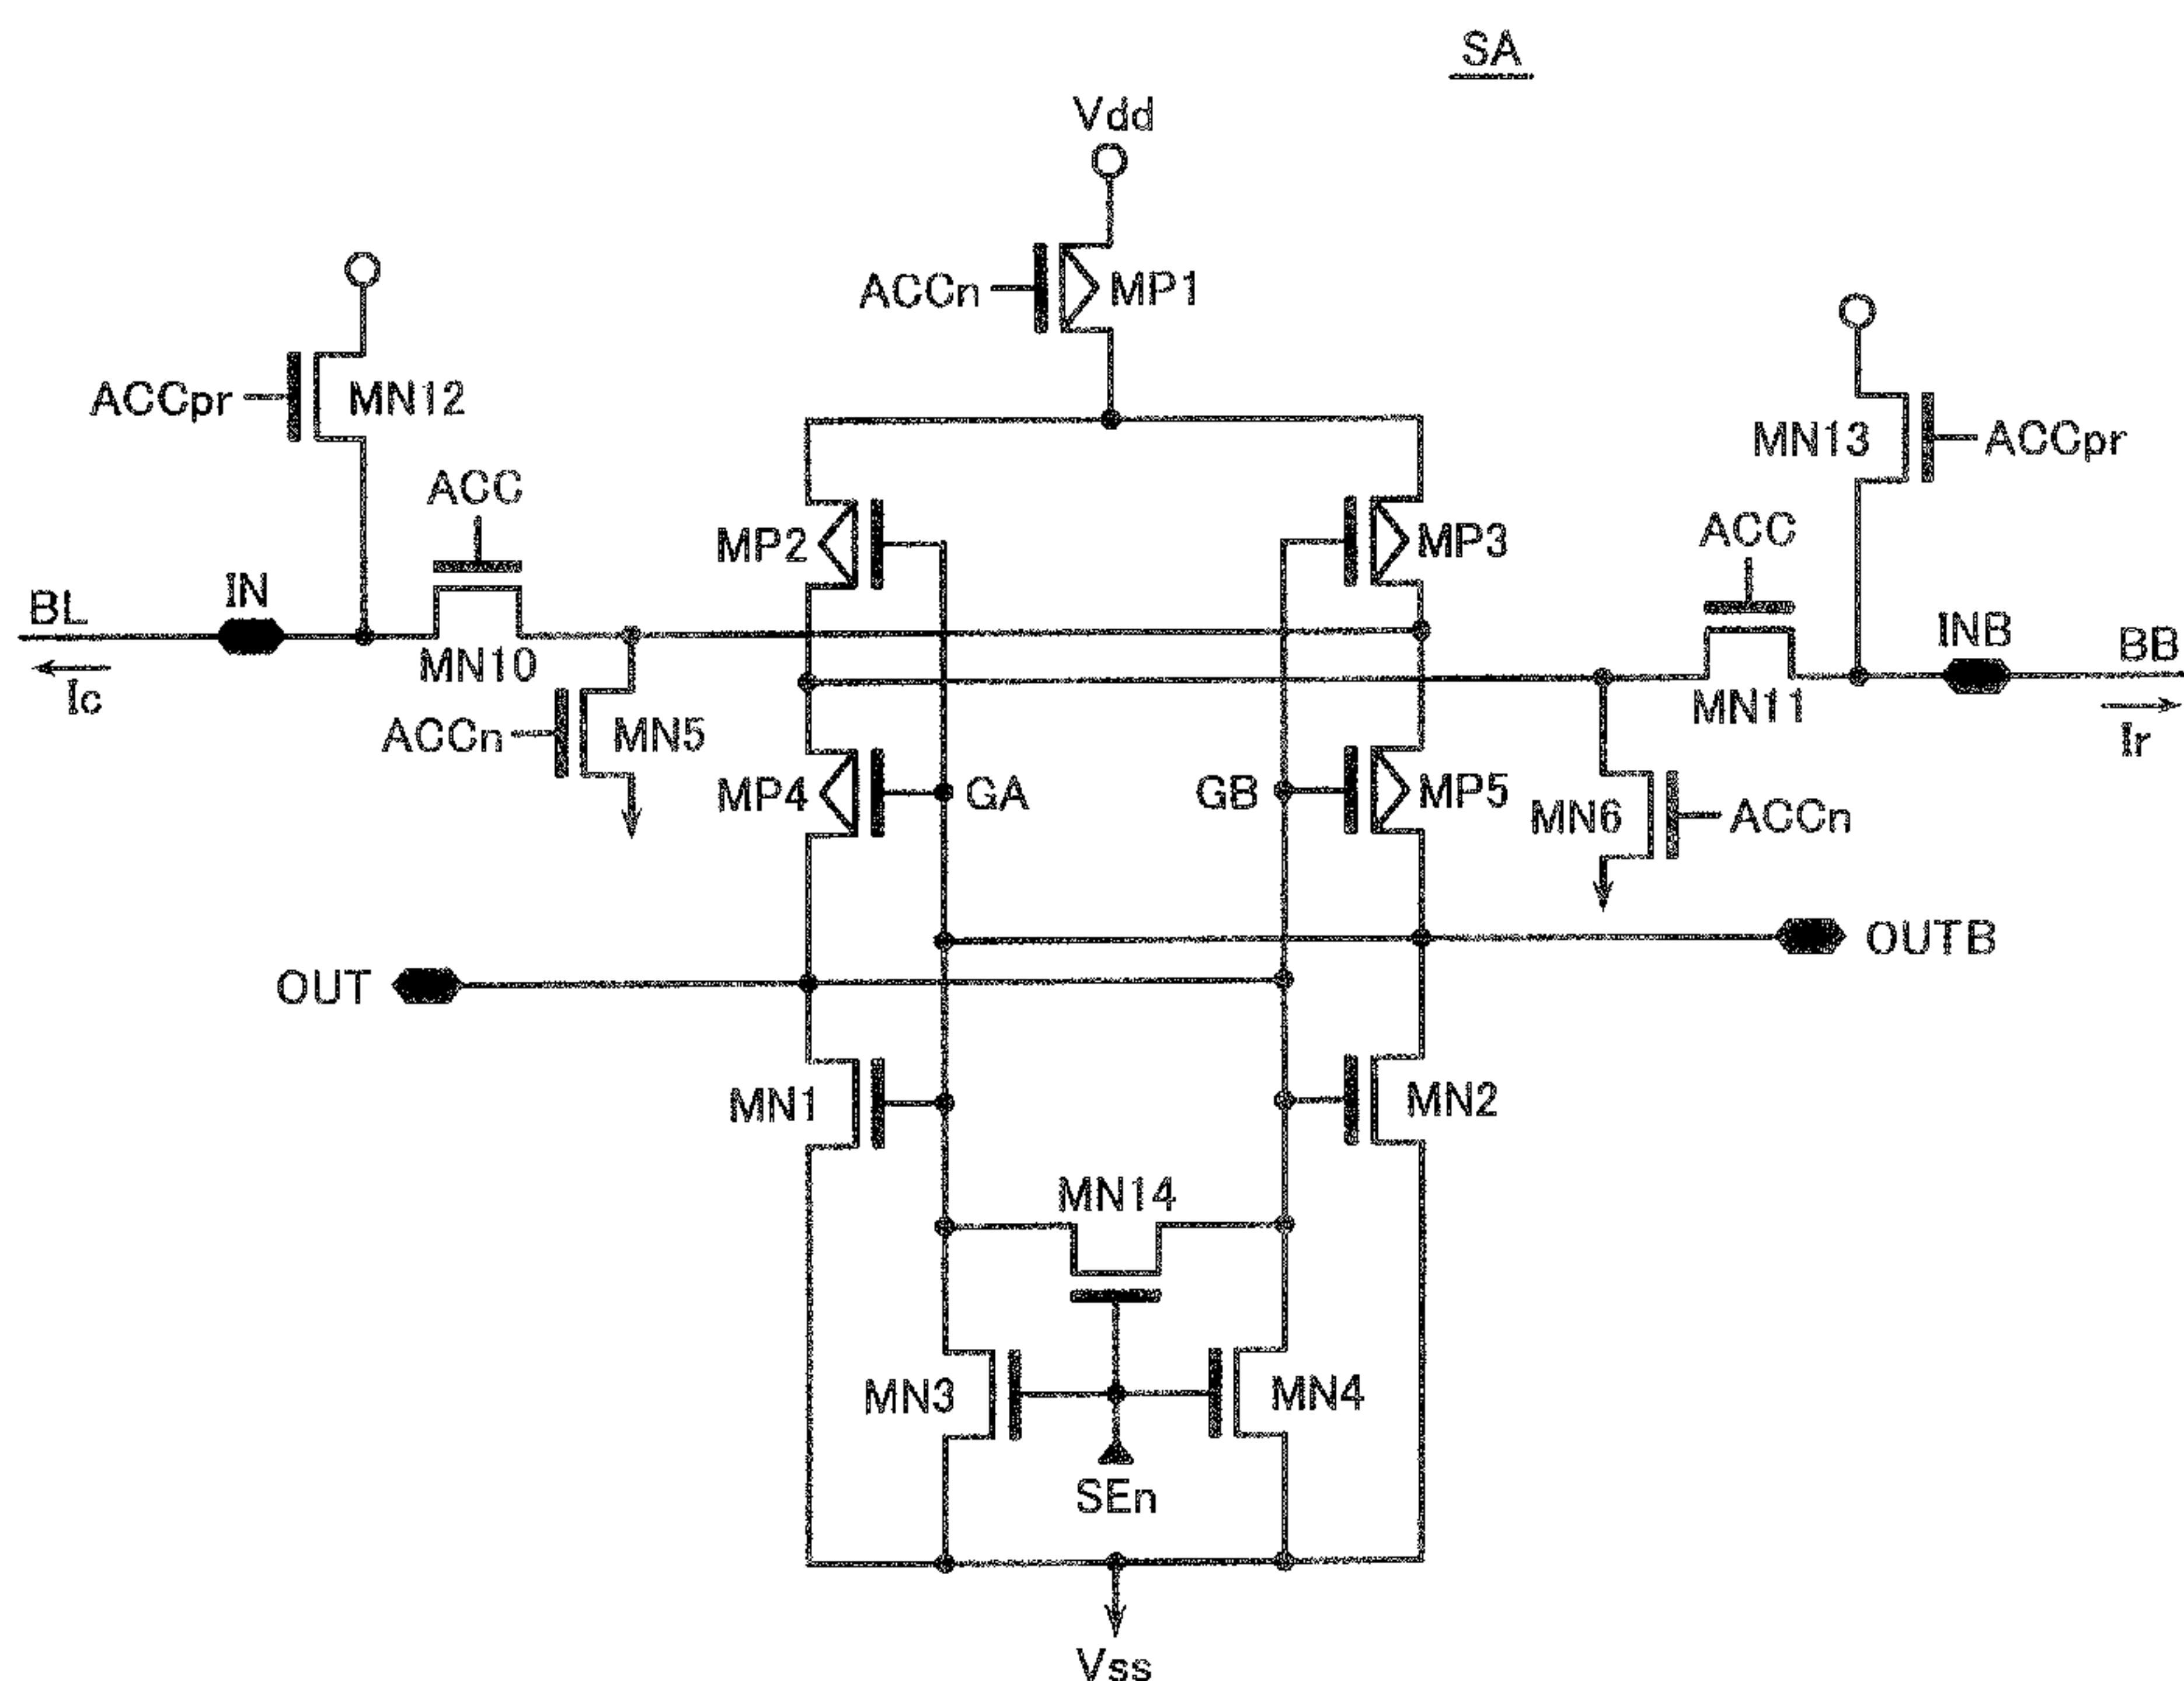 SA
Vdd
ACCn
MP1
ACCpr
MN12
MN13
ACCpr
ACC
MP2
MP3
ACC
BL
IN
INB
BB
MN10
Ic
MN11
Ir
ACCn
MN5
MP4
GA
GB
MP5
MN6
ACCn
OUT
OUTB
MN1
MN2
MN14
MN3
MN4
SEn
Vss